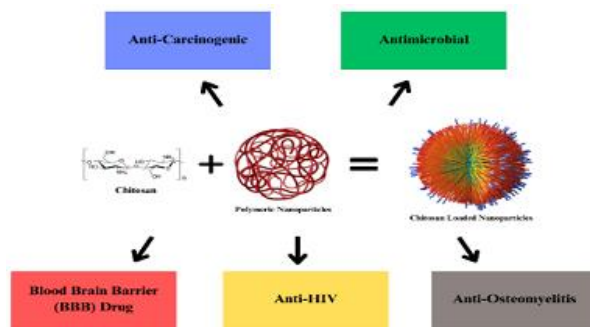 Anti-Carcinogenic
Antimicrobial
Chitosan
+
Polymeric Nanoparticles
=
Chitosan Loaded Nanoparticles
Blood Brain Barrier
(BBB) Drug
Anti-HIV
Anti-Osteomyelitis